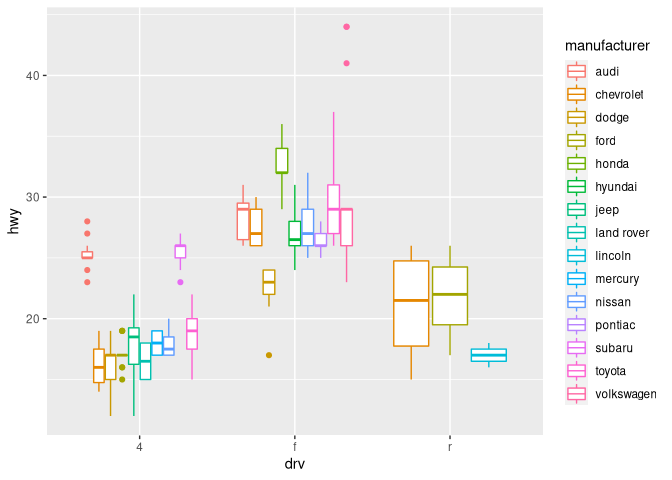 hwy
40
30
20
4
f
r
drv
manufacturer
audi
chevrolet
dodge
ford
honda
hyundai
jeep
land rover
lincoln
mercury
nissan
pontiac
subaru
toyota
volkswagen